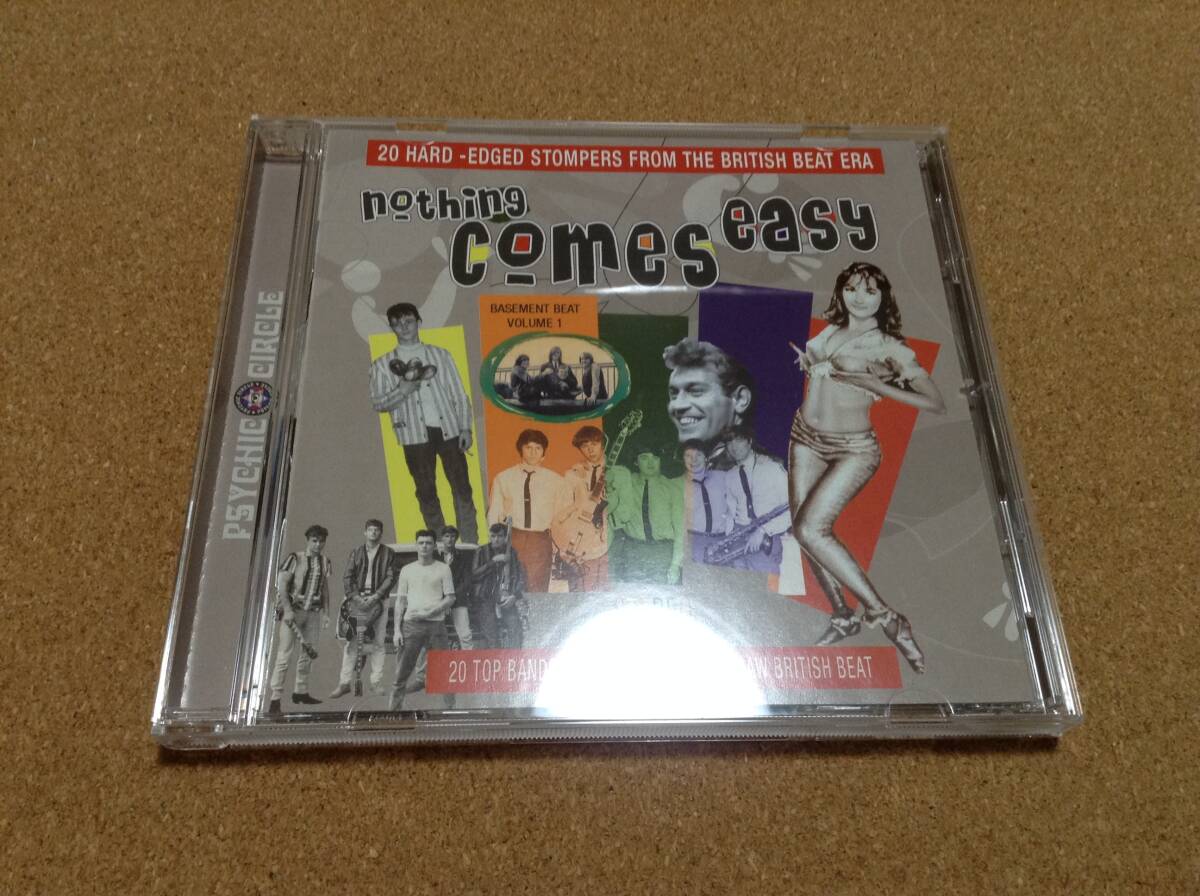 20 HARD -EDGED STOMPERS FROM THE BRITISH BEAT ERA
nothing
comes easy
BASEMENT BEAT
VOLUME 1
PSYCHIC CIRCLE
20 TOP BAND
BRITISH BEAT